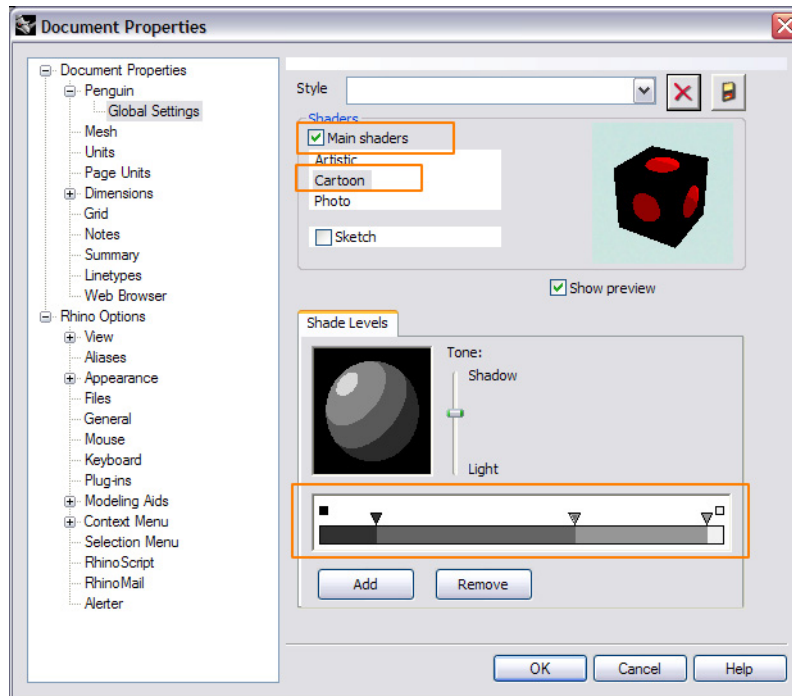 Document Properties
Document Properties
Penguin
Global Settings
Mesh
Units
Page Units
Dimensions
Grid
Notes
Summary
Linetypes
Web Browser
Rhino Options
View
Aliases
Appearance
Files
General
Mouse
Keyboard
Plug-ins
Modeling Aids
Context Menu
Selection Menu
RhinoScript
RhinoMail
Alerter
Style
Shaders
Main shaders
Artistic
Cartoon
Photo
Sketch
Show preview
Shade Levels
Tone:
Shadow
Light
Add
Remove
OK
Cancel
Help